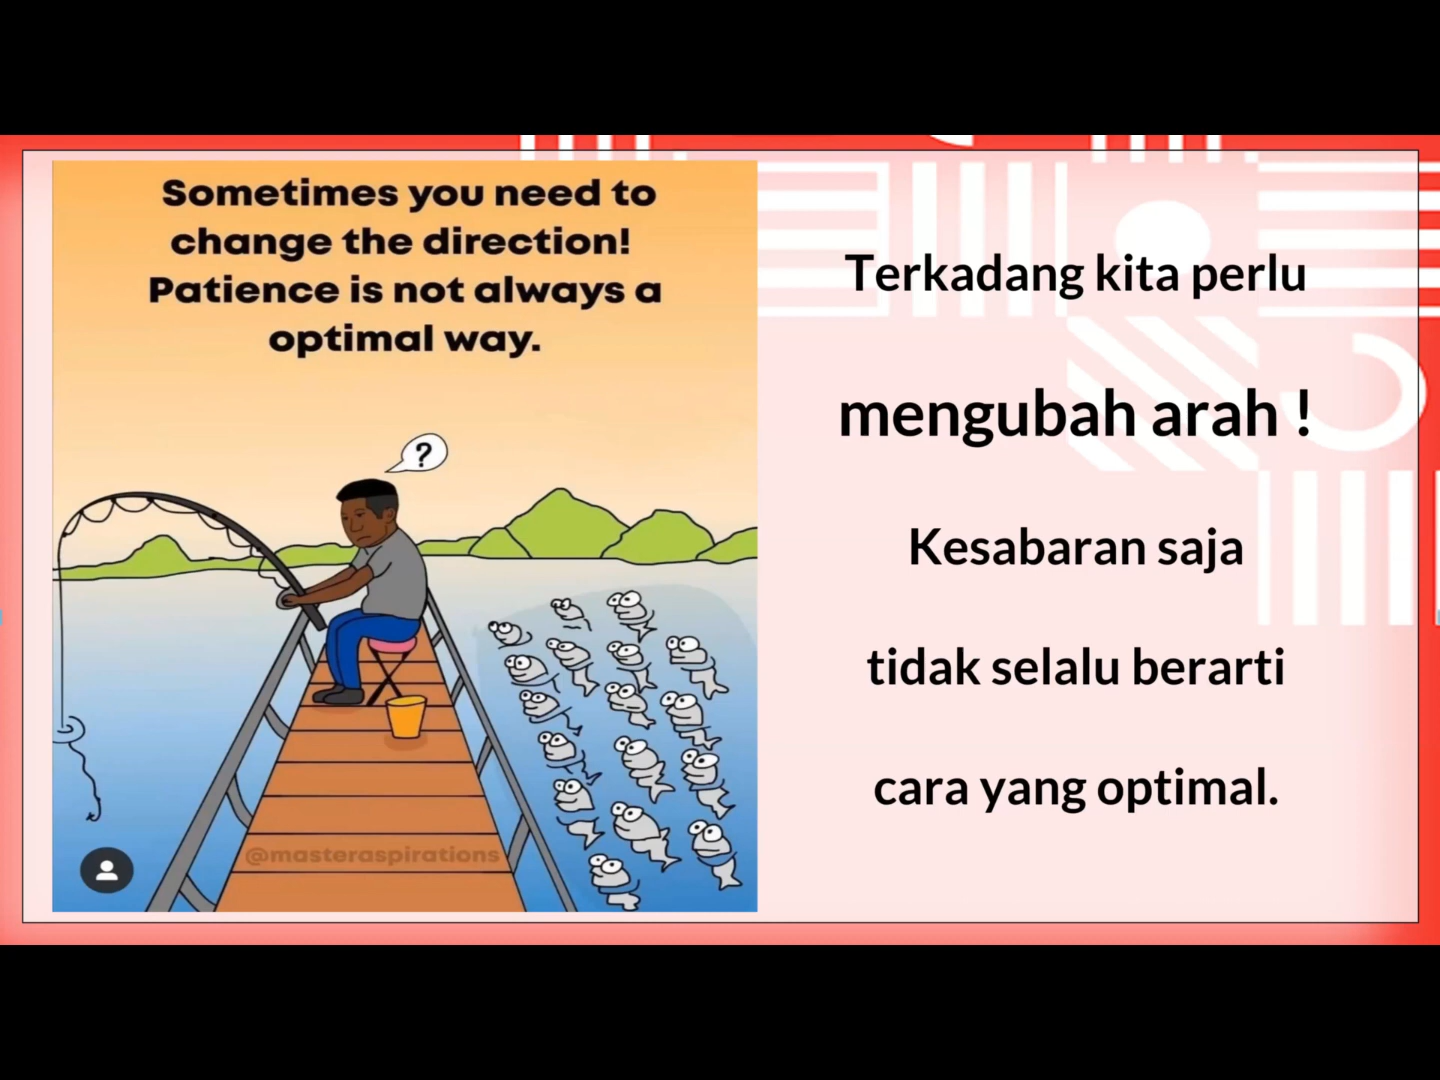 Sometimes you need to
change the direction!
Patience is not always a
optimal way.
?
@masteraspirations
Terkadang kita perlu
mengubah arah !
Kesabaran saja
tidak selalu berarti
cara yang optimal.